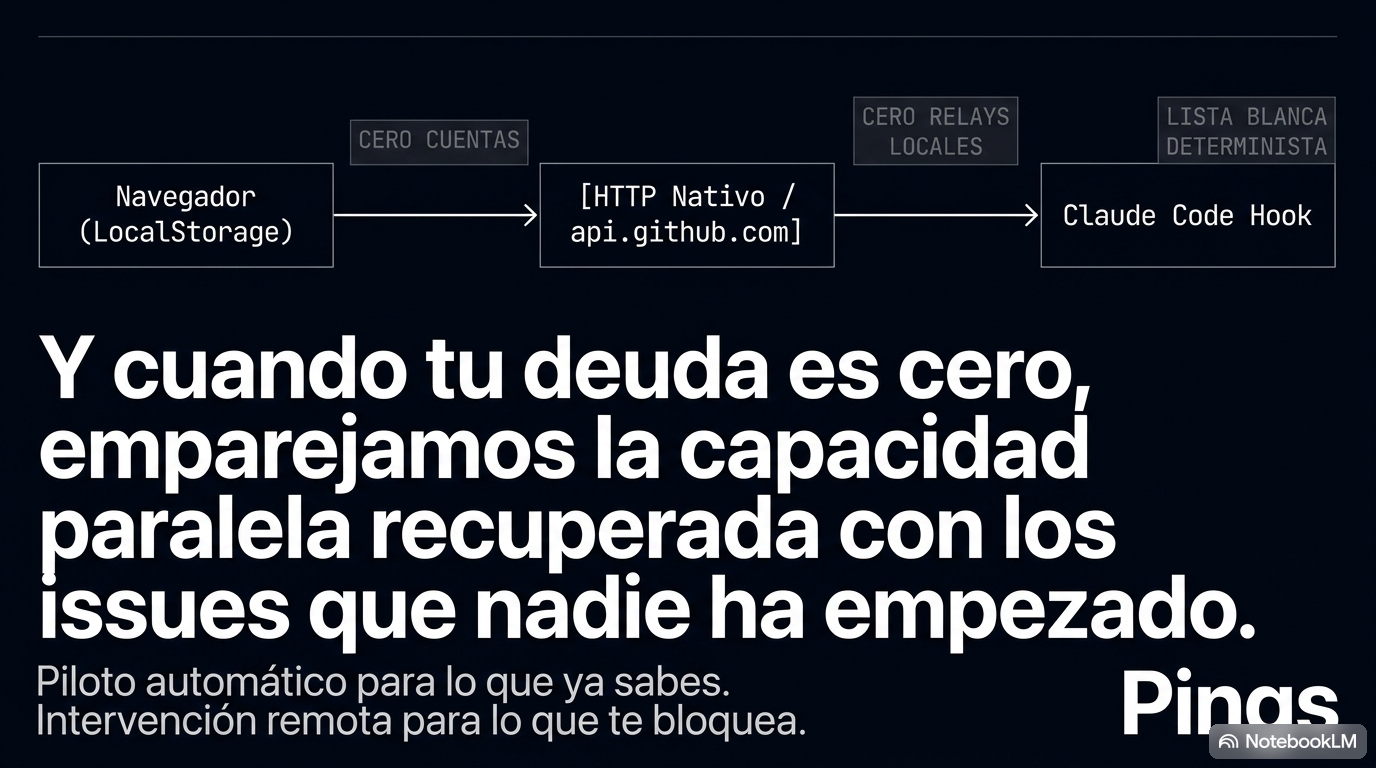 CERO CUENTAS
CERO RELAYS
LOCALES
LISTA BLANCA
DETERMINISTA
Navegador
(LocalStorage)
[HTTP Nativo /
api.github.com]
Claude Code Hook
Y cuando tu deuda es cero,
emparejamos la capacidad
paralela recuperada con los
issues que nadie ha empezado.
Piloto automático para lo que ya sabes.
Intervención remota para lo que te bloquea.
Pings
NotebookLM